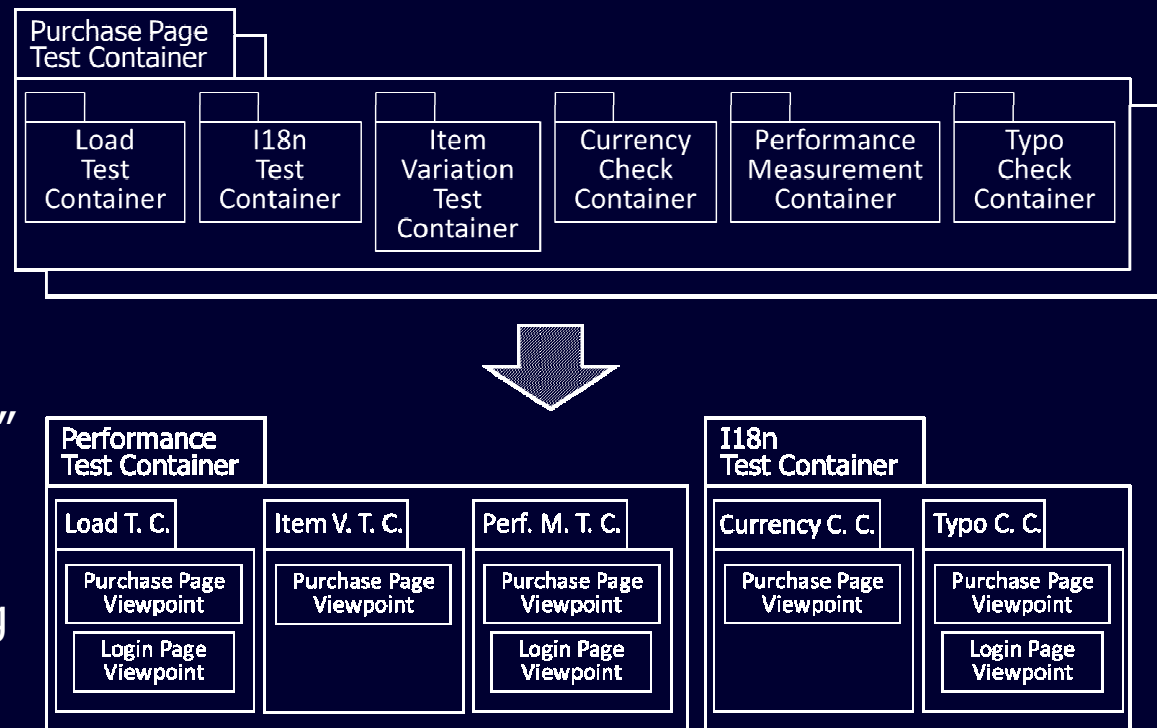 Purchase Page
Test Container
Load
Test
Container
I18n
Test
Container
Item
Variation
Test
Container
Currency
Check
Container
Performance
Measurement
Container
Typo
Check
Container
”
g
Performance
Test Container
Load T. C.
Purchase Page
Viewpoint
Login Page
Viewpoint
Item V. T. C.
Purchase Page
Viewpoint
Perf. M. T. C.
Purchase Page
Viewpoint
Login Page
Viewpoint
I18n
Test Container
Currency C. C.
Purchase Page
Viewpoint
Typo C. C.
Purchase Page
Viewpoint
Login Page
Viewpoint